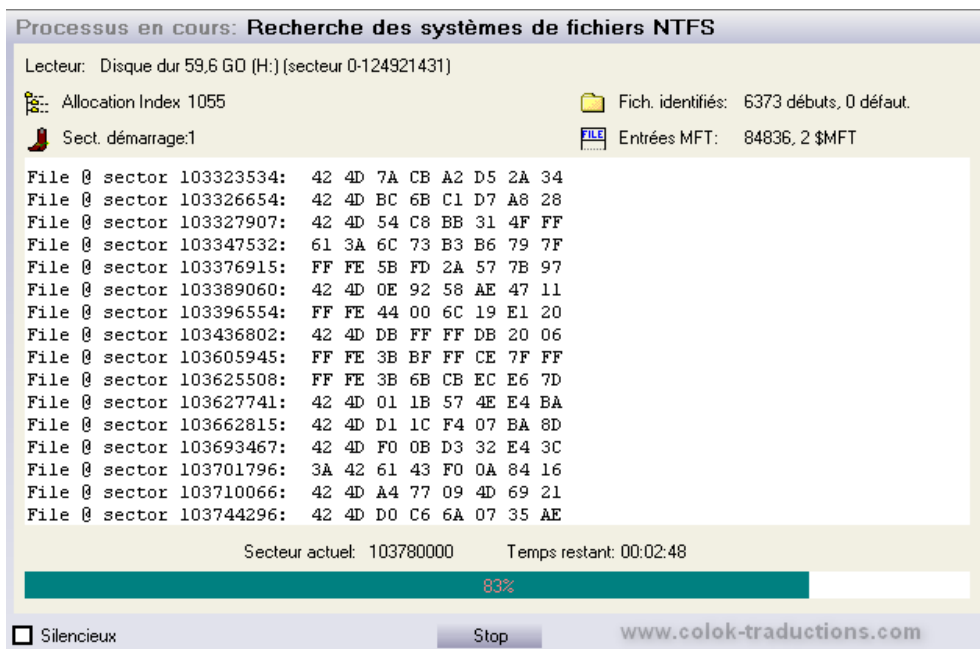 Processus en cours: Recherche des systèmes de fichiers NTFS
Lecteur: Disque dur 59,6 GO (H:) (secteur 0-124921431)
Allocation Index 1055
Fich. identifiés: 6373 débuts, 0 défaut.
Sect. démarrage:1
FILE Entrées MFT: 84836, 2 $MFT
File @ sector 103323534: 42 4D 7A CB A2 D5 2A 34
File @ sector 103326654: 42 4D BC 6B C1 D7 A8 28
File @ sector 103327907: 42 4D 54 C8 BB 31 4F FF
File @ sector 103347532: 61 3A 6C 73 B3 B6 79 7F
File @ sector 103376915: FF FE 5B FD 2A 57 7B 97
File @ sector 103389060: 42 4D 0E 92 58 AE 47 11
File @ sector 103396554: FF FE 44 00 6C 19 E1 20
File @ sector 103436802: 42 4D DB FF FF DB 20 06
File @ sector 103605945: FF FE 3B BF FF CE 7F FF
File @ sector 103625508: FF FE 3B 6B CB EC E6 7D
File @ sector 103627741: 42 4D 01 1B 57 4E E4 BA
File @ sector 103662815: 42 4D D1 1C F4 07 BA 8D
File @ sector 103693467: 42 4D F0 0B D3 32 E4 3C
File @ sector 103701796: 3A 42 61 43 F0 0A 84 16
File @ sector 103710066: 42 4D A4 77 09 4D 69 21
File @ sector 103744296: 42 4D D0 C6 6A 07 35 AE
Secteur actuel: 103780000 Temps restant: 00:02:48
83%
Silencieux
Stop
www.colok-traductions.com